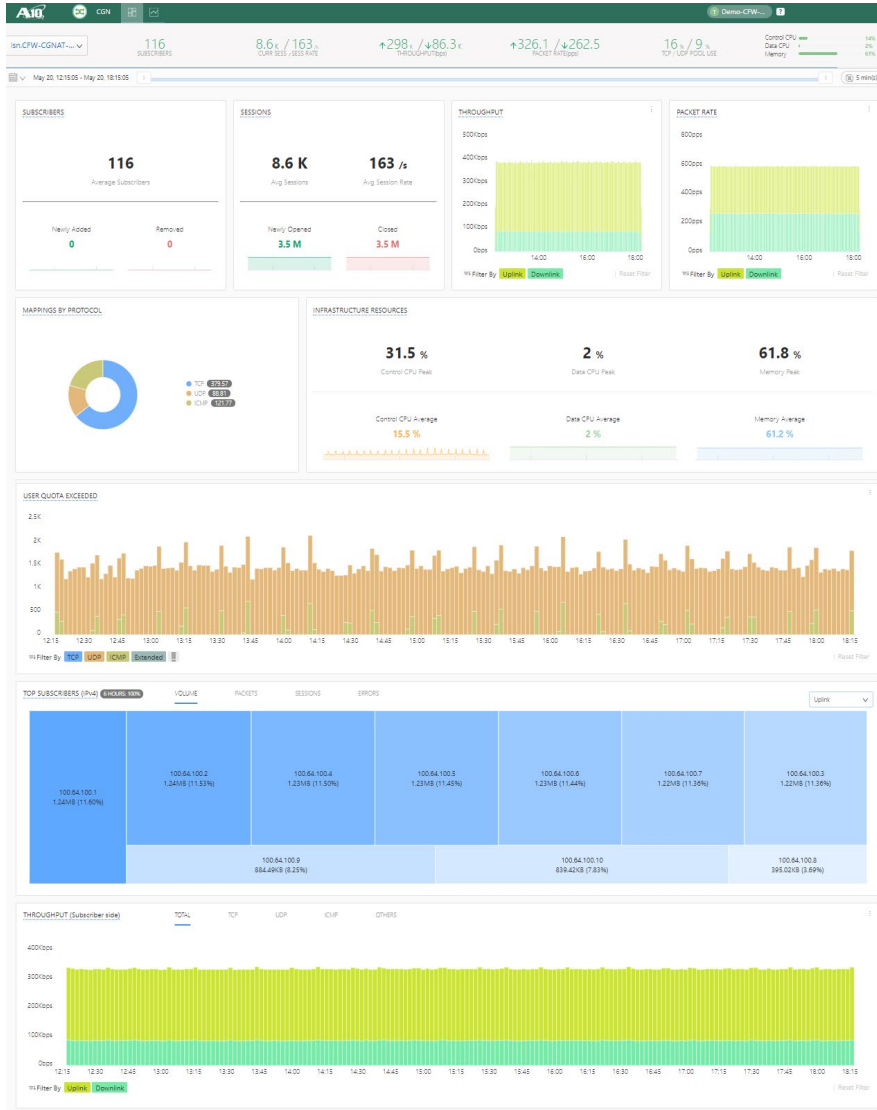 A10 CGN Demo-CFW-... ?
lsn.CFW-CGNAT-...
116
SUBSCRIBERS
8.6 K / 163 /s
CURR SESS / SESS RATE
↑298 K / ↓86.3 K
THROUGHPUT(bps)
↑326.1 / ↓262.5
PACKET RATE(pps)
16 % / 9 %
TCP / UDP POOL USE
Control CPU 14%
Data CPU 2%
Memory 61%
May 20, 12:15:05 - May 20, 18:15:05
5 min(s)
SUBSCRIBERS
116
Average Subscribers
Newly Added Removed
0 0
SESSIONS
8.6 K 163 /s
Avg Sessions Avg Session Rate
Newly Opened Closed
3.5 M 3.5 M
THROUGHPUT
500Kbps
400Kbps
300Kbps
200Kbps
100Kbps
0bps
14:00 16:00 18:00
Filter By Uplink Downlink Reset Filter
PACKET RATE
800pps
600pps
400pps
200pps
0pps
14:00 16:00 18:00
Filter By Uplink Downlink Reset Filter
MAPPINGS BY PROTOCOL
TCP 379.57
UDP 88.81
ICMP 121.77
INFRASTRUCTURE RESOURCES
31.5 % 2 % 61.8 %
Control CPU Peak Data CPU Peak Memory Peak
Control CPU Average Data CPU Average Memory Average
15.5 % 2 % 61.2 %
USER QUOTA EXCEEDED
2.5K
2K
1.5K
1K
500
0
12:15 12:30 12:45 13:00 13:15 13:30 13:45 14:00 14:15 14:30 14:45 15:00 15:15 15:30 15:45 16:00 16:15 16:30 16:45 17:00 17:15 17:30 17:45 18:00 18:15
Filter By TCP UDP ICMP Extended Reset Filter
TOP SUBSCRIBERS (IPv4) 6 HOURS: 100% VOLUME PACKETS SESSIONS ERRORS Uplink
100.64.100.1
1.24MB (11.60%)
100.64.100.2
1.24MB (11.53%)
100.64.100.4
1.23MB (11.50%)
100.64.100.5
1.23MB (11.45%)
100.64.100.6
1.23MB (11.44%)
100.64.100.7
1.22MB (11.36%)
100.64.100.3
1.22MB (11.36%)
100.64.100.9
884.49KB (8.25%)
100.64.100.10
839.42KB (7.83%)
100.64.100.8
395.02KB (3.69%)
THROUGHPUT (Subscriber side) TOTAL TCP UDP ICMP OTHERS
400Kbps
300Kbps
200Kbps
100Kbps
0bps
12:15 12:30 12:45 13:00 13:15 13:30 13:45 14:00 14:15 14:30 14:45 15:00 15:15 15:30 15:45 16:00 16:15 16:30 16:45 17:00 17:15 17:30 17:45 18:00 18:15
Filter By Uplink Downlink Reset Filter